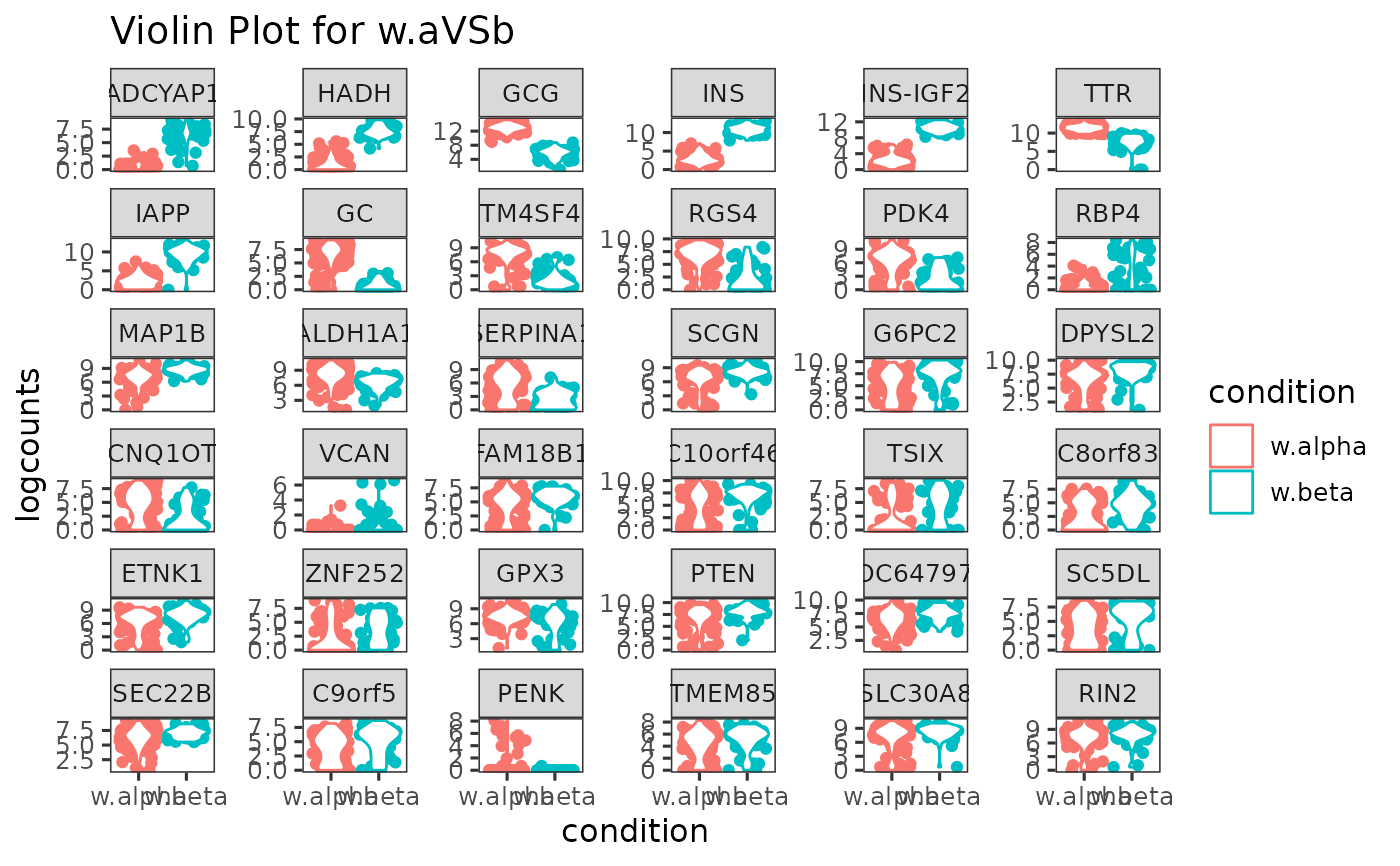 Violin Plot for w.aVSb
ADCYAP1 HADH GCG INS INS-IGF2 TTR
7.5 5.0 2.5 0.0 10.0 7.5 5.0 2.5 0.0 12 8 4 10 5 0 12 8 4 0 10 5 0
IAPP GC TM4SF4 RGS4 PDK4 RBP4
10 5 0 7.5 5.0 2.5 0.0 9 6 3 0 10.0 7.5 5.0 2.5 0.0 9 6 3 0 8 6 4 2 0
MAP1B ALDH1A1 SERPINA1 SCGN G6PC2 DPYSL2
9 6 3 0 9 6 3 9 6 3 0 9 6 3 0 10.0 7.5 5.0 2.5 0.0 10.0 7.5 5.0 2.5
CNQ1OT VCAN FAM18B1 C10orf46 TSIX C8orf83
7.5 5.0 2.5 0.0 6 4 2 0 7.5 5.0 2.5 0.0 10.0 7.5 5.0 2.5 0.0 7.5 5.0 2.5 0.0 7.5 5.0 2.5 0.0
ETNK1 ZNF252 GPX3 PTEN OC64797 SC5DL
9 6 3 0 7.5 5.0 2.5 0.0 9 6 3 10.0 7.5 5.0 2.5 0.0 10.0 7.5 5.0 2.5 7.5 5.0 2.5 0.0
SEC22B C9orf5 PENK TMEM85 SLC30A8 RIN2
7.5 5.0 2.5 7.5 5.0 2.5 0.0 8 6 4 2 0 8 6 4 2 0 9 6 3 0 9 6 3 0
w.alpha w.beta w.alpha w.beta w.alpha w.beta w.alpha w.beta w.alpha w.beta w.alpha w.beta
condition
logcounts
condition
w.alpha
w.beta